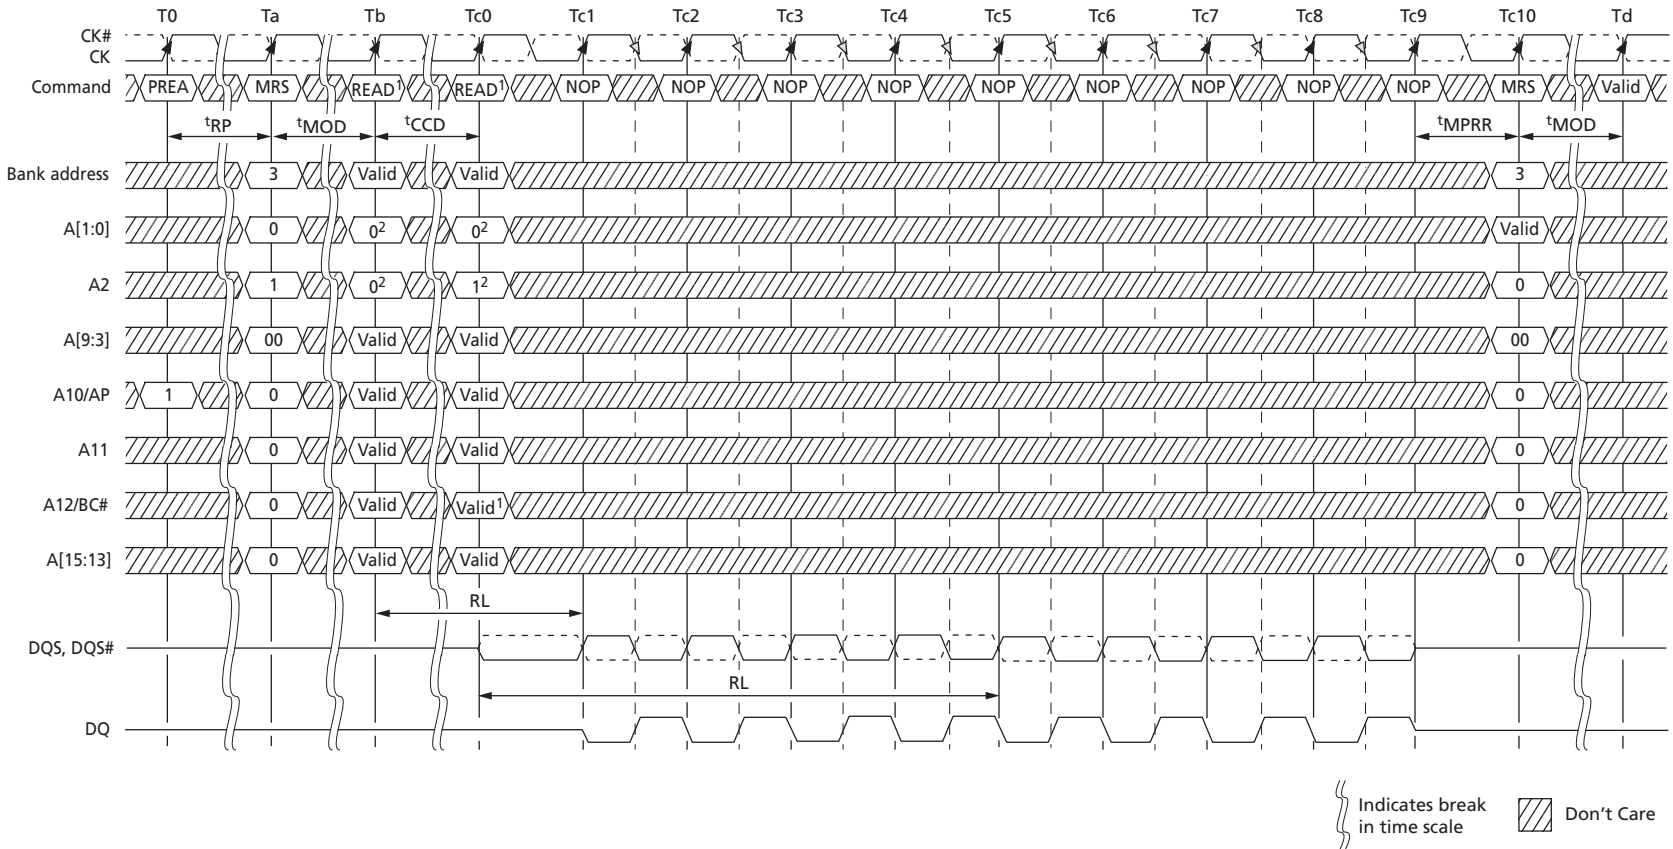 T0 Ta Tb Tc0 Tc1 Tc2 Tc3 Tc4 Tc5 Tc6 Tc7 Tc8 Tc9 Tc10 Td
CK#
CK
Command PREA MRS READ1 READ1 NOP NOP NOP NOP NOP NOP NOP NOP NOP MRS Valid
tRP tMOD tCCD tMPRR tMOD
Bank address 3 Valid Valid 3
A[1:0] 0 02 02 Valid
A2 1 02 12 0
A[9:3] 00 Valid Valid 00
A10/AP 1 0 Valid Valid 0
A11 0 Valid Valid 0
A12/BC# 0 Valid Valid1 0
A[15:13] 0 Valid Valid 0
RL
DQS, DQS#
RL
DQ
Indicates break
in time scale
Don't Care